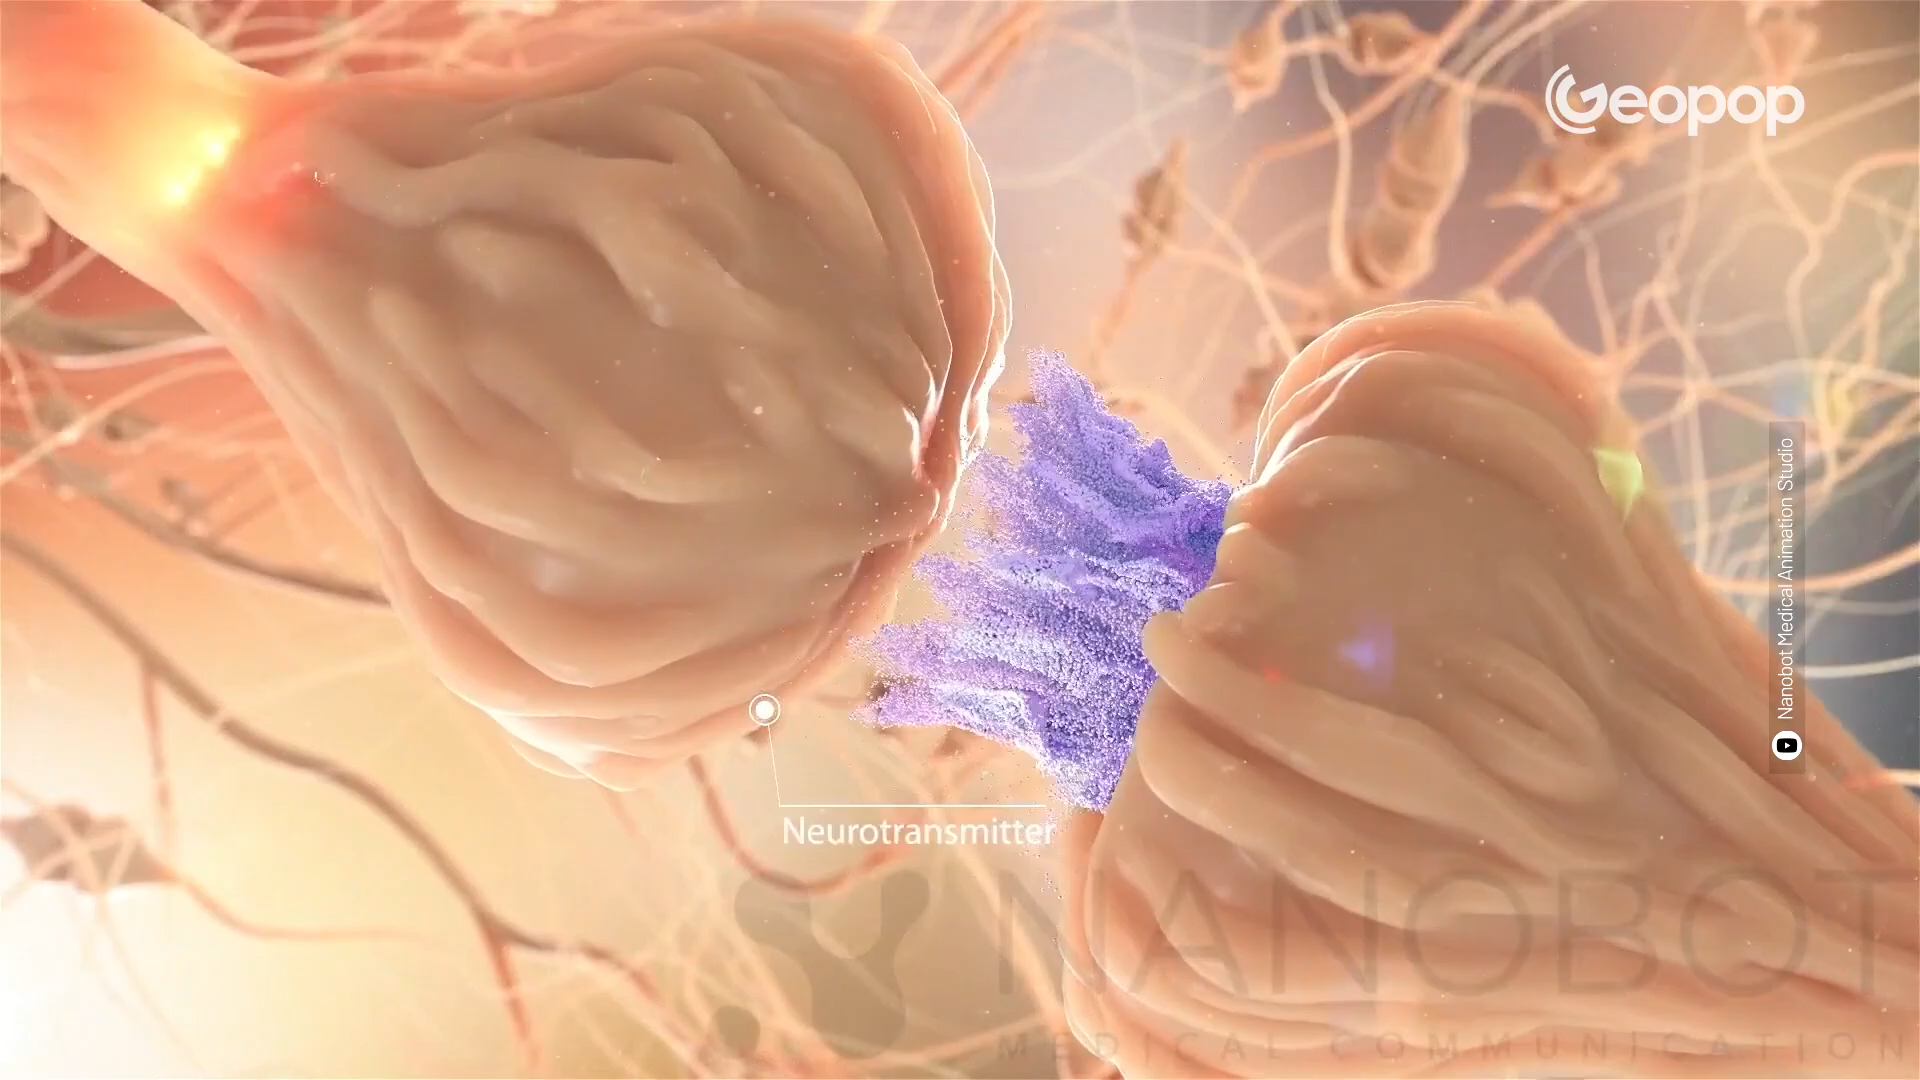 Geopop
Nanobot Medical Animation Studio
Neurotransmitter
NANOBOT
MEDICAL COMMUNICATION